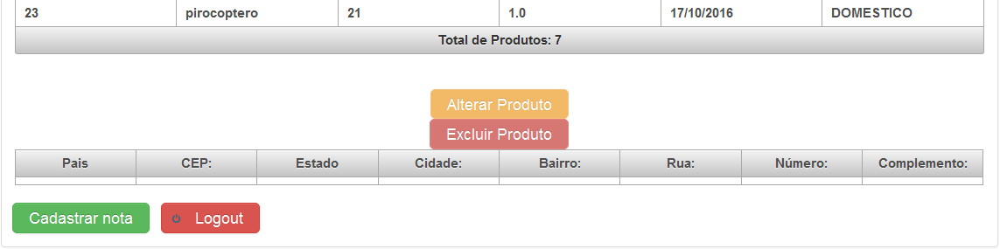 23 pirocoptero 21 1.0 17/10/2016 DOMESTICO
Total de Produtos: 7
Alterar Produto
Excluir Produto
Pais CEP: Estado Cidade: Bairro: Rua: Número: Complemento:
Cadastrar nota Logout